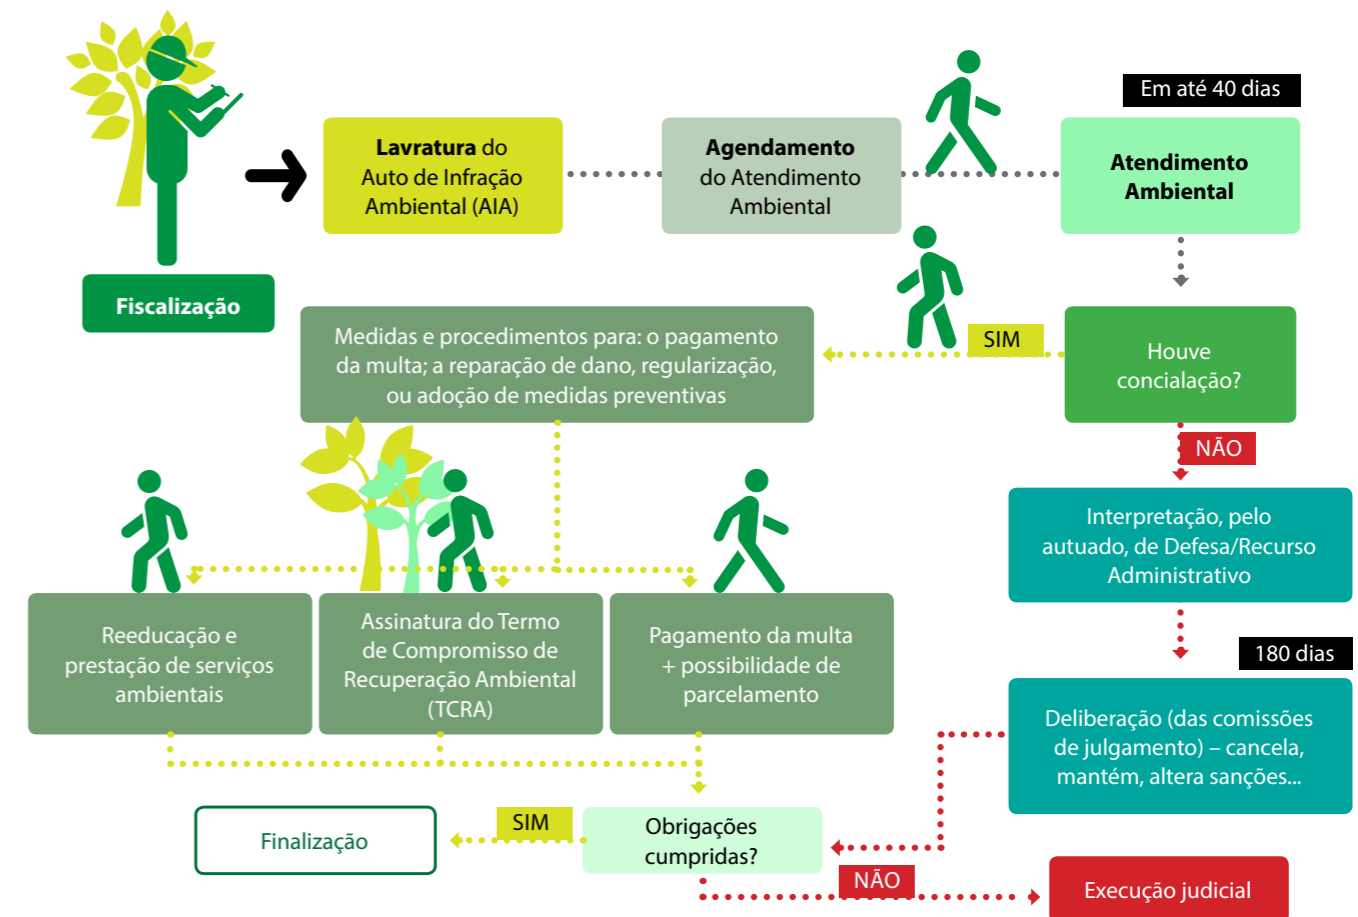 Em até 40 dias
Lavratura do
Auto de Infração
Ambiental (AIA)
Agendamento
do Atendimento
Ambiental
Atendimento
Ambiental
Fiscalização
Medidas e procedimentos para: o pagamento
da multa; a reparação de dano, regularização,
ou adoção de medidas preventivas
SIM
Houve
concialação?
NÃO
Interpretação, pelo
autuado, de Defesa/Recurso
Administrativo
Reeducação e
prestação de serviços
ambientais
Assinatura do Termo
de Compromisso de
Recuperação Ambiental
(TCRA)
Pagamento da multa
+ possibilidade de
parcelamento
180 dias
Deliberação (das comissões
de julgamento) – cancela,
mantém, altera sanções...
Finalização
SIM
Obrigações
cumpridas?
NÃO
Execução judicial